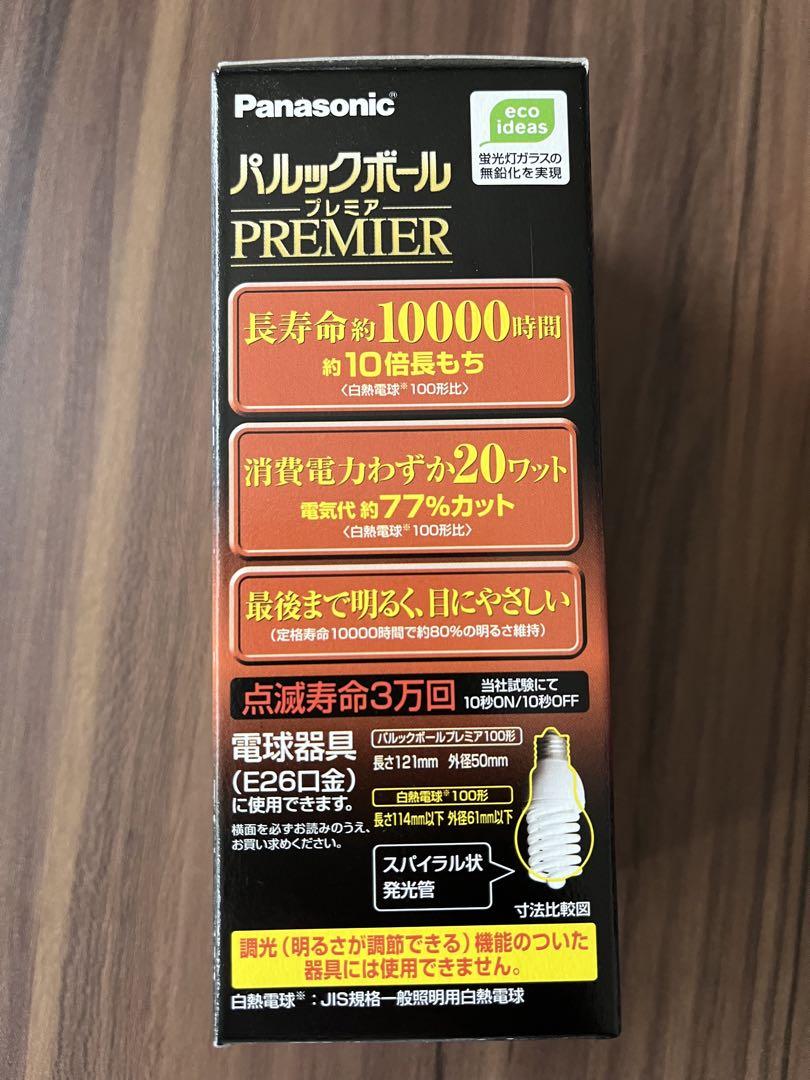 Panasonic®
eco
ideas
蛍光灯ガラスの
無鉛化を実現
パルックボール
プレミア
PREMIER
長寿命約10000時間
約10倍長もち
〈白熱電球※100形比〉
消費電力わずか20ワット
電気代 約77%カット
〈白熱電球※100形比〉
最後まで明るく、目にやさしい
(定格寿命10000時間で約80%の明るさ維持)
点滅寿命3万回
当社試験にて
10秒ON/10秒OFF
電球器具
(E26口金)
に使用できます。
横面を必ずお読みのうえ、
お買い求めください。
パルックボールプレミア100形
長さ121mm 外径50mm
白熱電球※100形
長さ114mm以下 外径61mm以下
スパイラル状
発光管
寸法比較図
調光(明るさが調節できる)機能のついた
器具には使用できません。
白熱電球※:JIS規格一般照明用白熱電球